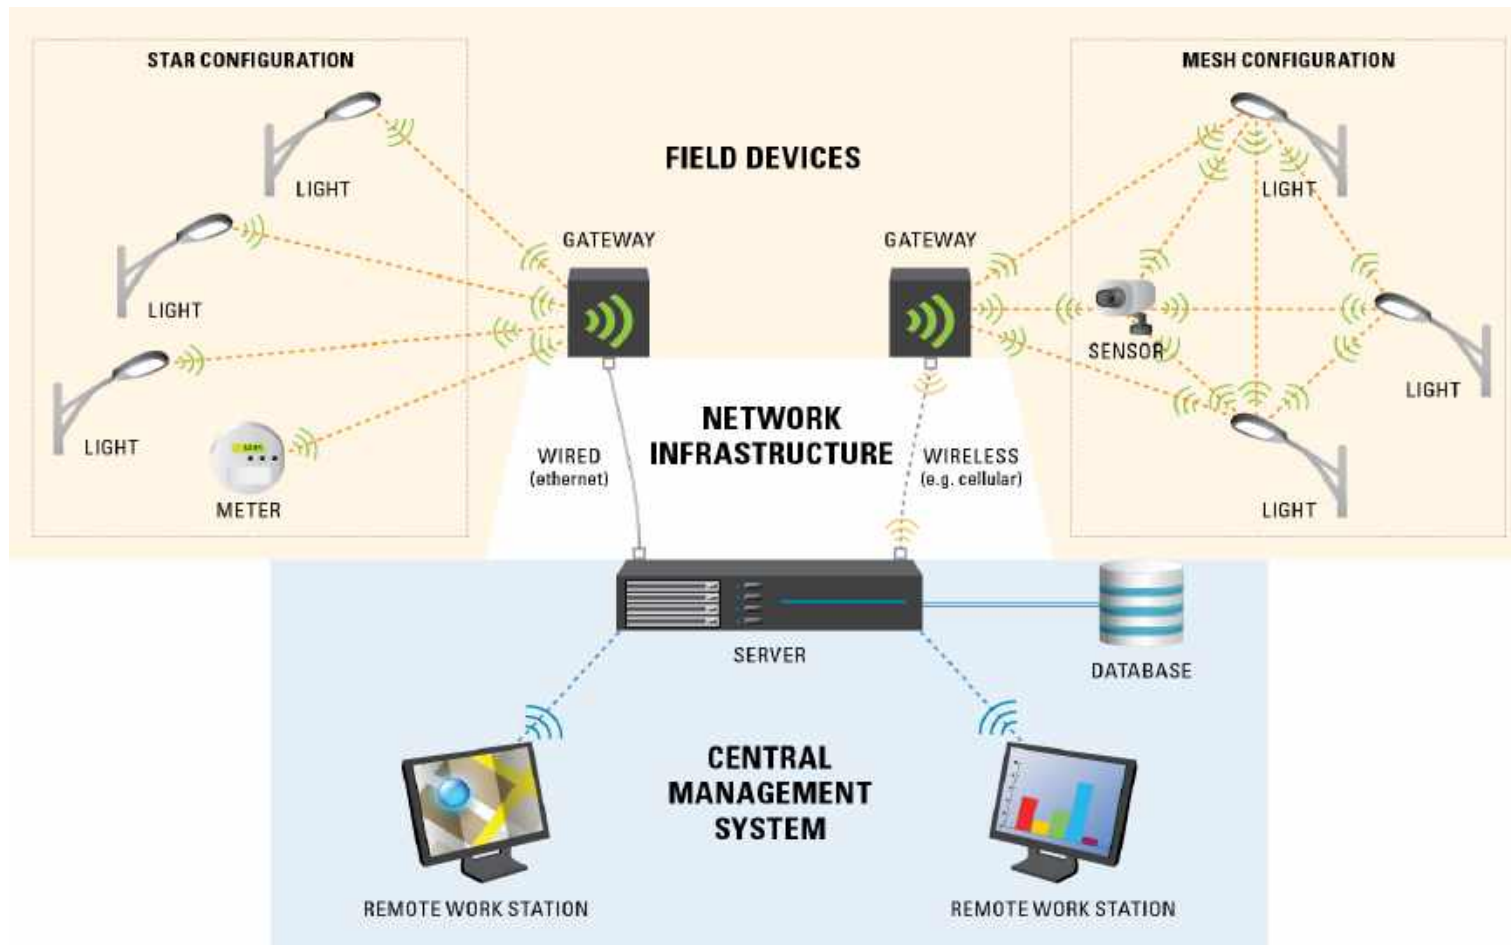 STAR CONFIGURATION
MESH CONFIGURATION
LIGHT
FIELD DEVICES
LIGHT
GATEWAY
GATEWAY
LIGHT
SENSOR
LIGHT
LIGHT
NETWORK
INFRASTRUCTURE
WIRED
(ethernet)
WIRELESS
(e.g. cellular)
METER
LIGHT
SERVER
DATABASE
CENTRAL
MANAGEMENT
SYSTEM
REMOTE WORK STATION
REMOTE WORK STATION